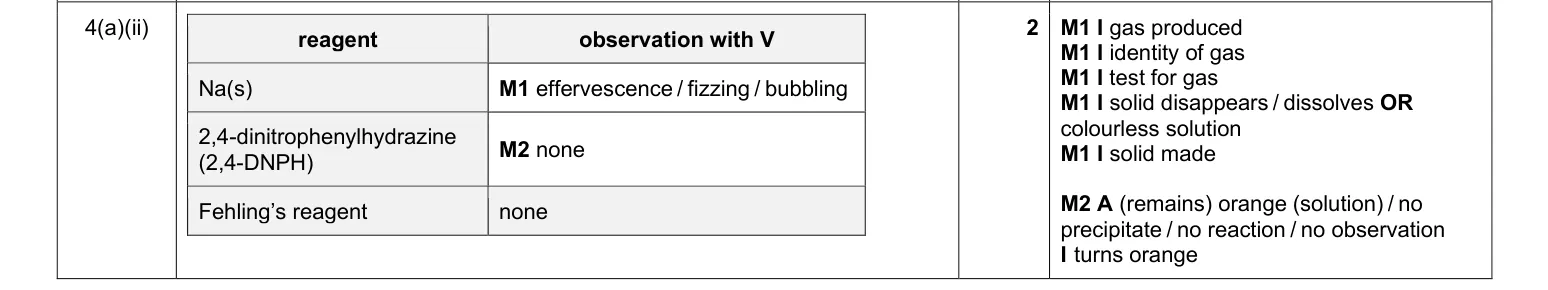 4(a)(ii)
reagent observation with V
Na(s) M1 effervescence / fizzing / bubbling
2,4-dinitrophenylhydrazine
(2,4-DNPH)
M2 none
Fehling’s reagent none
2
M1 I gas produced
M1 I identity of gas
M1 I test for gas
M1 I solid disappears / dissolves OR
colourless solution
M1 I solid made
M2 A (remains) orange (solution) / no
precipitate / no reaction / no observation
I turns orange